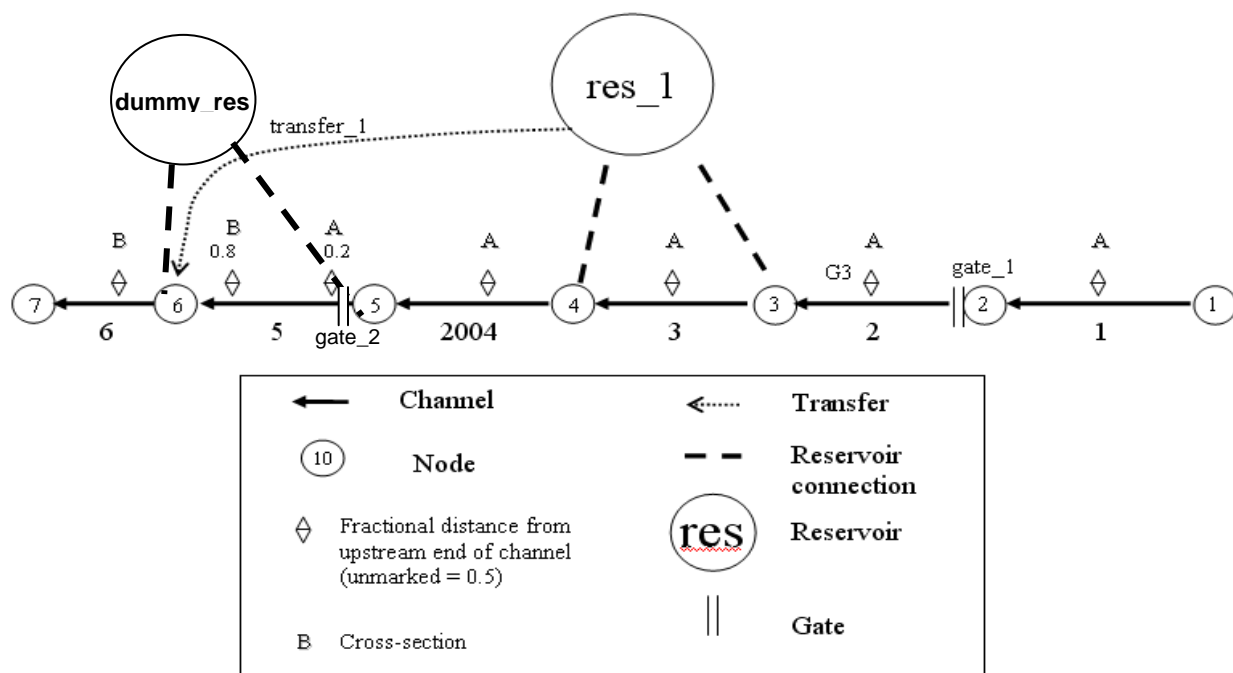 res_1
dummy_res
transfer_1
B
B
A
A
A
A
A
0.8
0.2
G3
gate_1
7
6
5
4
3
2
1
6
5
gate_2
2004
3
2
1
Channel
Transfer
10
Node
Reservoir
connection
Fractional distance from
upstream end of channel
(unmarked = 0.5)
res
Reservoir
B
Cross-section
Gate